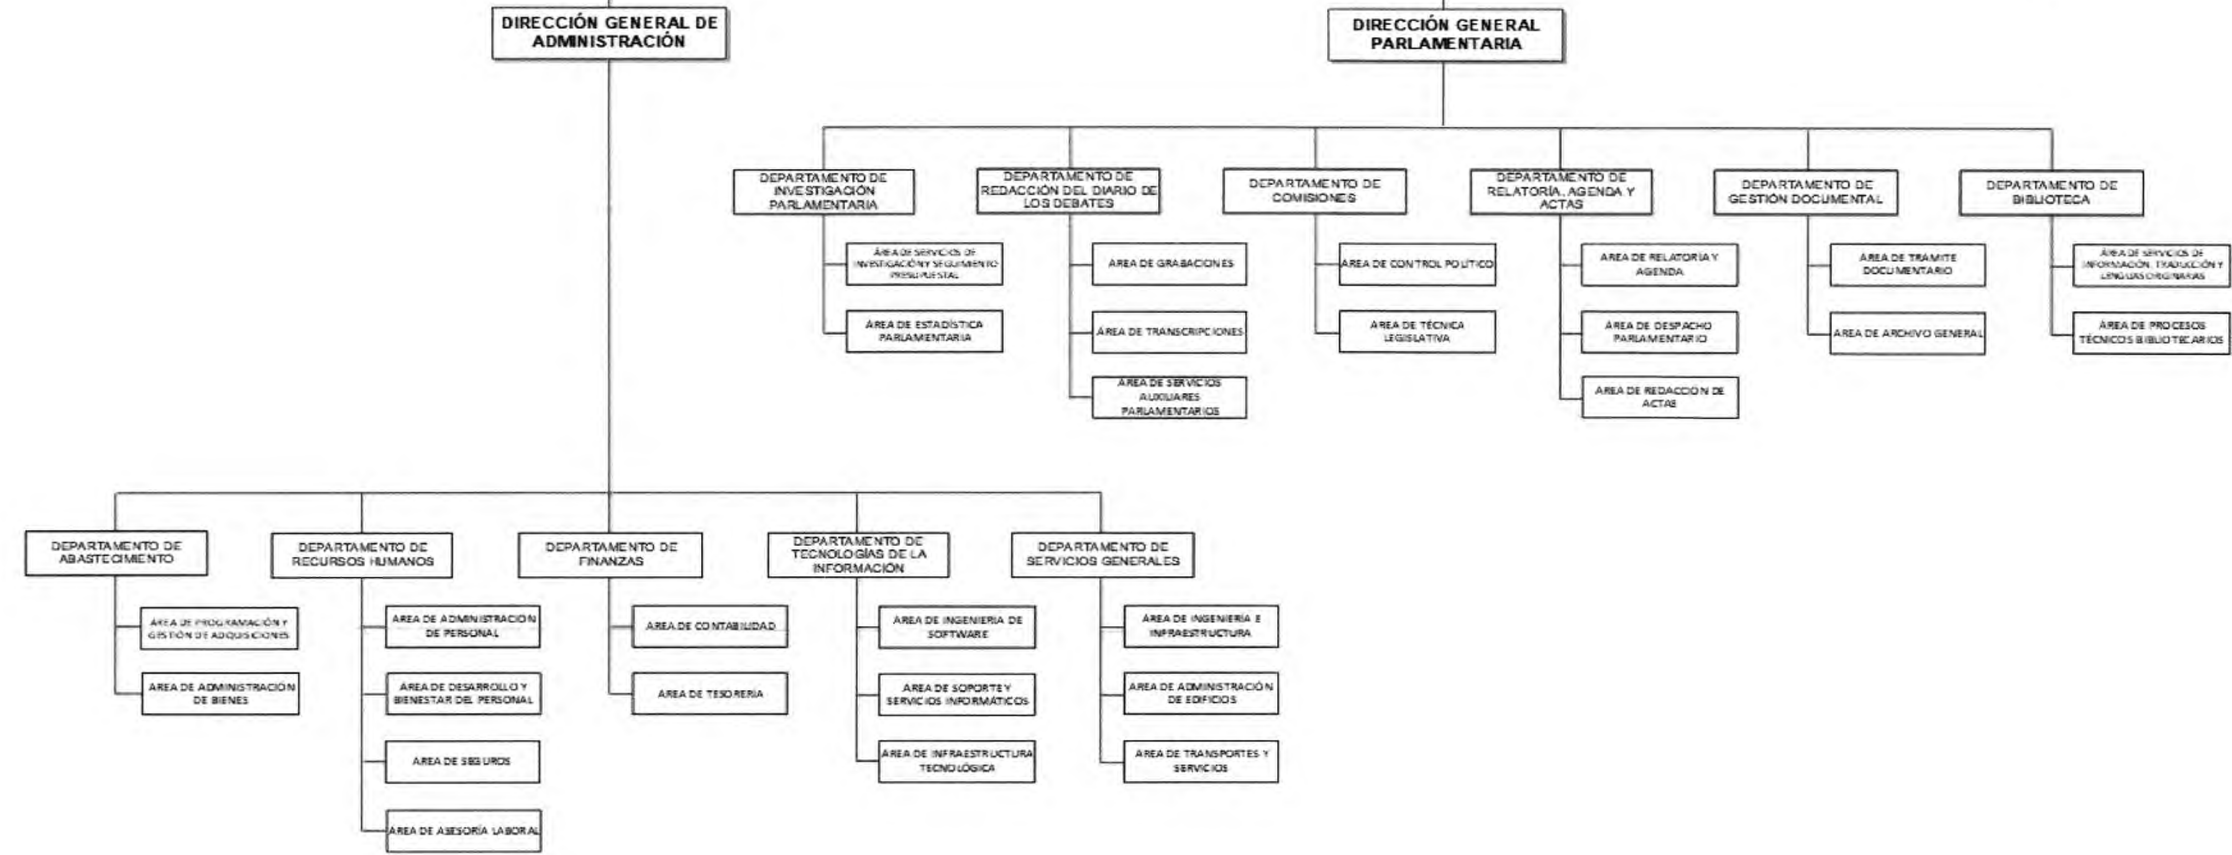 DIRECCIÓN GENERAL DE
ADMINISTRACIÓN
DIRECCIÓN GENERAL
PARLAMENTARIA
DEPARTAMENTO DE
INVESTIGACIÓN
PARLAMENTARIA
ÁREA DE SERVICIOS DE
INVESTIGACIÓN Y SEGUIMIENTO
PRESUPUESTAL
ÁREA DE ESTADÍSTICA
PARLAMENTARIA
DEPARTAMENTO DE
REDACCIÓN DEL DIARIO DE
LOS DEBATES
ÁREA DE GRABACIONES
ÁREA DE TRANSCRIPCIONES
ÁREA DE SERVICIOS
AUXILIARES
PARLAMENTARIOS
DEPARTAMENTO DE
COMISIONES
ÁREA DE CONTROL POLÍTICO
ÁREA DE TÉCNICA
LEGISLATIVA
DEPARTAMENTO DE
RELATORÍA, AGENDA Y
ACTAS
ÁREA DE RELATORÍA Y
AGENDA
ÁREA DE DESPACHO
PARLAMENTARIO
ÁREA DE REDACCIÓN DE
ACTAS
DEPARTAMENTO DE
GESTIÓN DOCUMENTAL
ÁREA DE TRÁMITE
DOCUMENTARIO
ÁREA DE ARCHIVO GENERAL
DEPARTAMENTO DE
BIBLIOTECA
ÁREA DE SERVICIOS DE
INFORMACIÓN, TRADUCCIÓN Y
LENGUAS ORIGINARIAS
ÁREA DE PROCESOS
TÉCNICOS BIBLIOTECARIOS
DEPARTAMENTO DE
ABASTECIMIENTO
ÁREA DE PROGRAMACIÓN Y
GESTIÓN DE ADQUISICIONES
ÁREA DE ADMINISTRACIÓN
DE BIENES
DEPARTAMENTO DE
RECURSOS HUMANOS
ÁREA DE ADMINISTRACIÓN
DE PERSONAL
ÁREA DE DESARROLLO Y
BIENESTAR DEL PERSONAL
ÁREA DE SEGUROS
ÁREA DE ASESORÍA LABORAL
DEPARTAMENTO DE
FINANZAS
ÁREA DE CONTABILIDAD
ÁREA DE TESORERÍA
DEPARTAMENTO DE
TECNOLOGÍAS DE LA
INFORMACIÓN
ÁREA DE INGENIERÍA DE
SOFTWARE
ÁREA DE SOPORTE Y
SERVICIOS INFORMÁTICOS
ÁREA DE INFRAESTRUCTURA
TECNOLÓGICA
DEPARTAMENTO DE
SERVICIOS GENERALES
ÁREA DE INGENIERÍA E
INFRAESTRUCTURA
ÁREA DE ADMINISTRACIÓN
DE EDIFICIOS
ÁREA DE TRANSPORTES Y
SERVICIOS